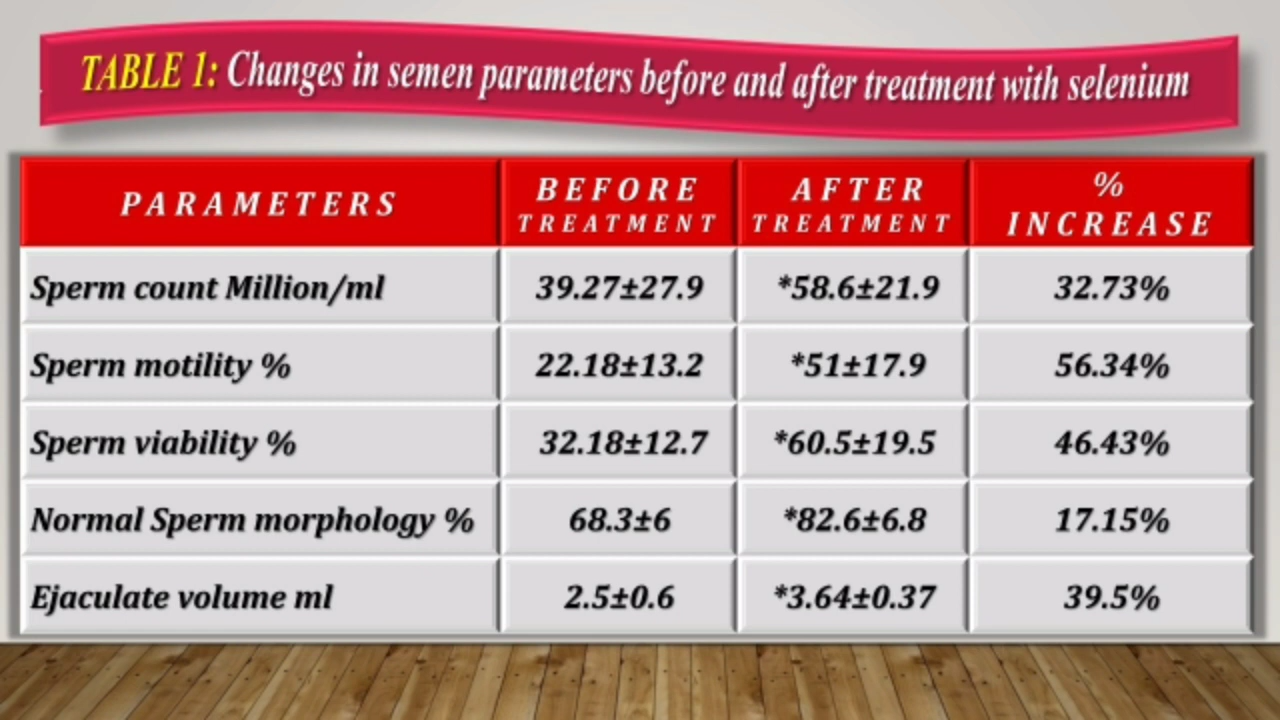 TABLE 1: Changes in semen parameters before and after treatment with selenium
PARAMETERS
BEFORE
TREATMENT
AFTER
TREATMENT
%
INCREASE
Sperm count Million/ml 39.27±27.9 *58.6±21.9 32.73%
Sperm motility % 22.18±13.2 *51±17.9 56.34%
Sperm viability % 32.18±12.7 *60.5±19.5 46.43%
Normal Sperm morphology % 68.3±6 *82.6±6.8 17.15%
Ejaculate volume ml 2.5±0.6 *3.64±0.37 39.5%